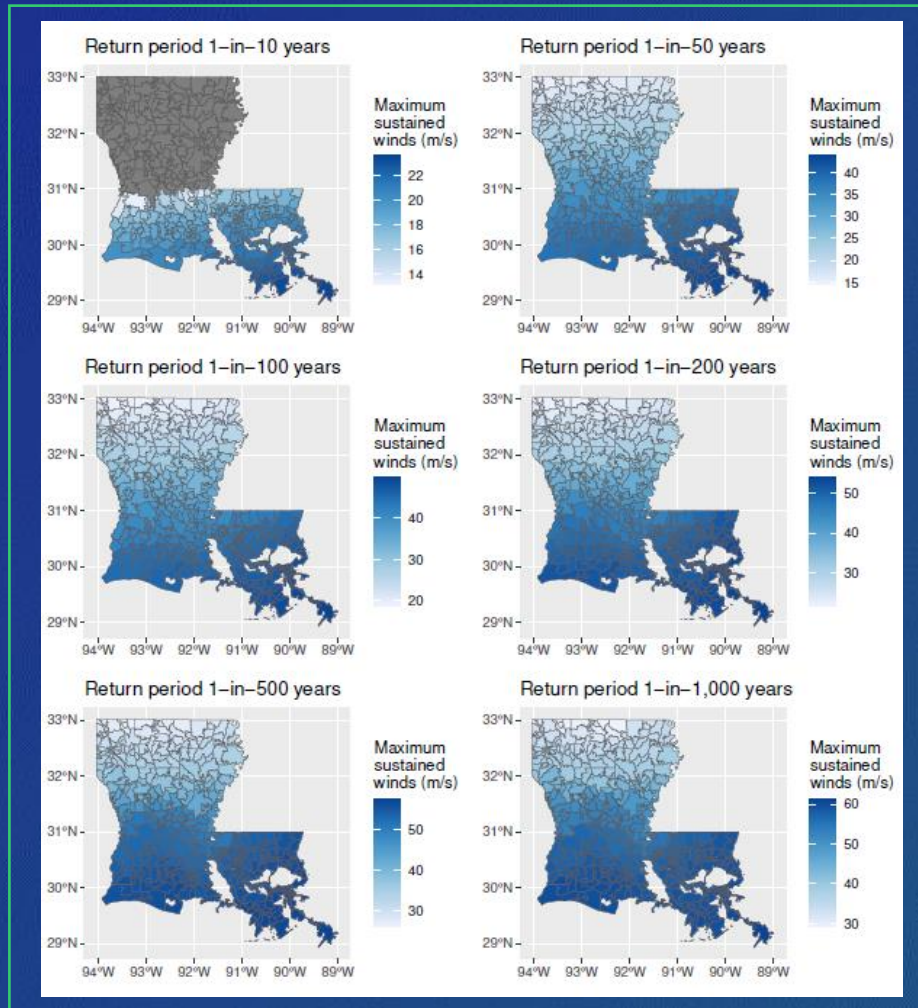 Return period 1−in−10 years
33°N
32°N
31°N
30°N
29°N
94°W 93°W 92°W 91°W 90°W 89°W
Maximum
sustained
winds (m/s)
22
20
18
16
14
Return period 1−in−50 years
33°N
32°N
31°N
30°N
29°N
94°W 93°W 92°W 91°W 90°W 89°W
Maximum
sustained
winds (m/s)
40
35
30
25
20
15
Return period 1−in−100 years
33°N
32°N
31°N
30°N
29°N
94°W 93°W 92°W 91°W 90°W 89°W
Maximum
sustained
winds (m/s)
40
30
20
Return period 1−in−200 years
33°N
32°N
31°N
30°N
29°N
94°W 93°W 92°W 91°W 90°W 89°W
Maximum
sustained
winds (m/s)
50
40
30
Return period 1−in−500 years
33°N
32°N
31°N
30°N
29°N
94°W 93°W 92°W 91°W 90°W 89°W
Maximum
sustained
winds (m/s)
50
40
30
Return period 1−in−1,000 years
33°N
32°N
31°N
30°N
29°N
94°W 93°W 92°W 91°W 90°W 89°W
Maximum
sustained
winds (m/s)
60
50
40
30